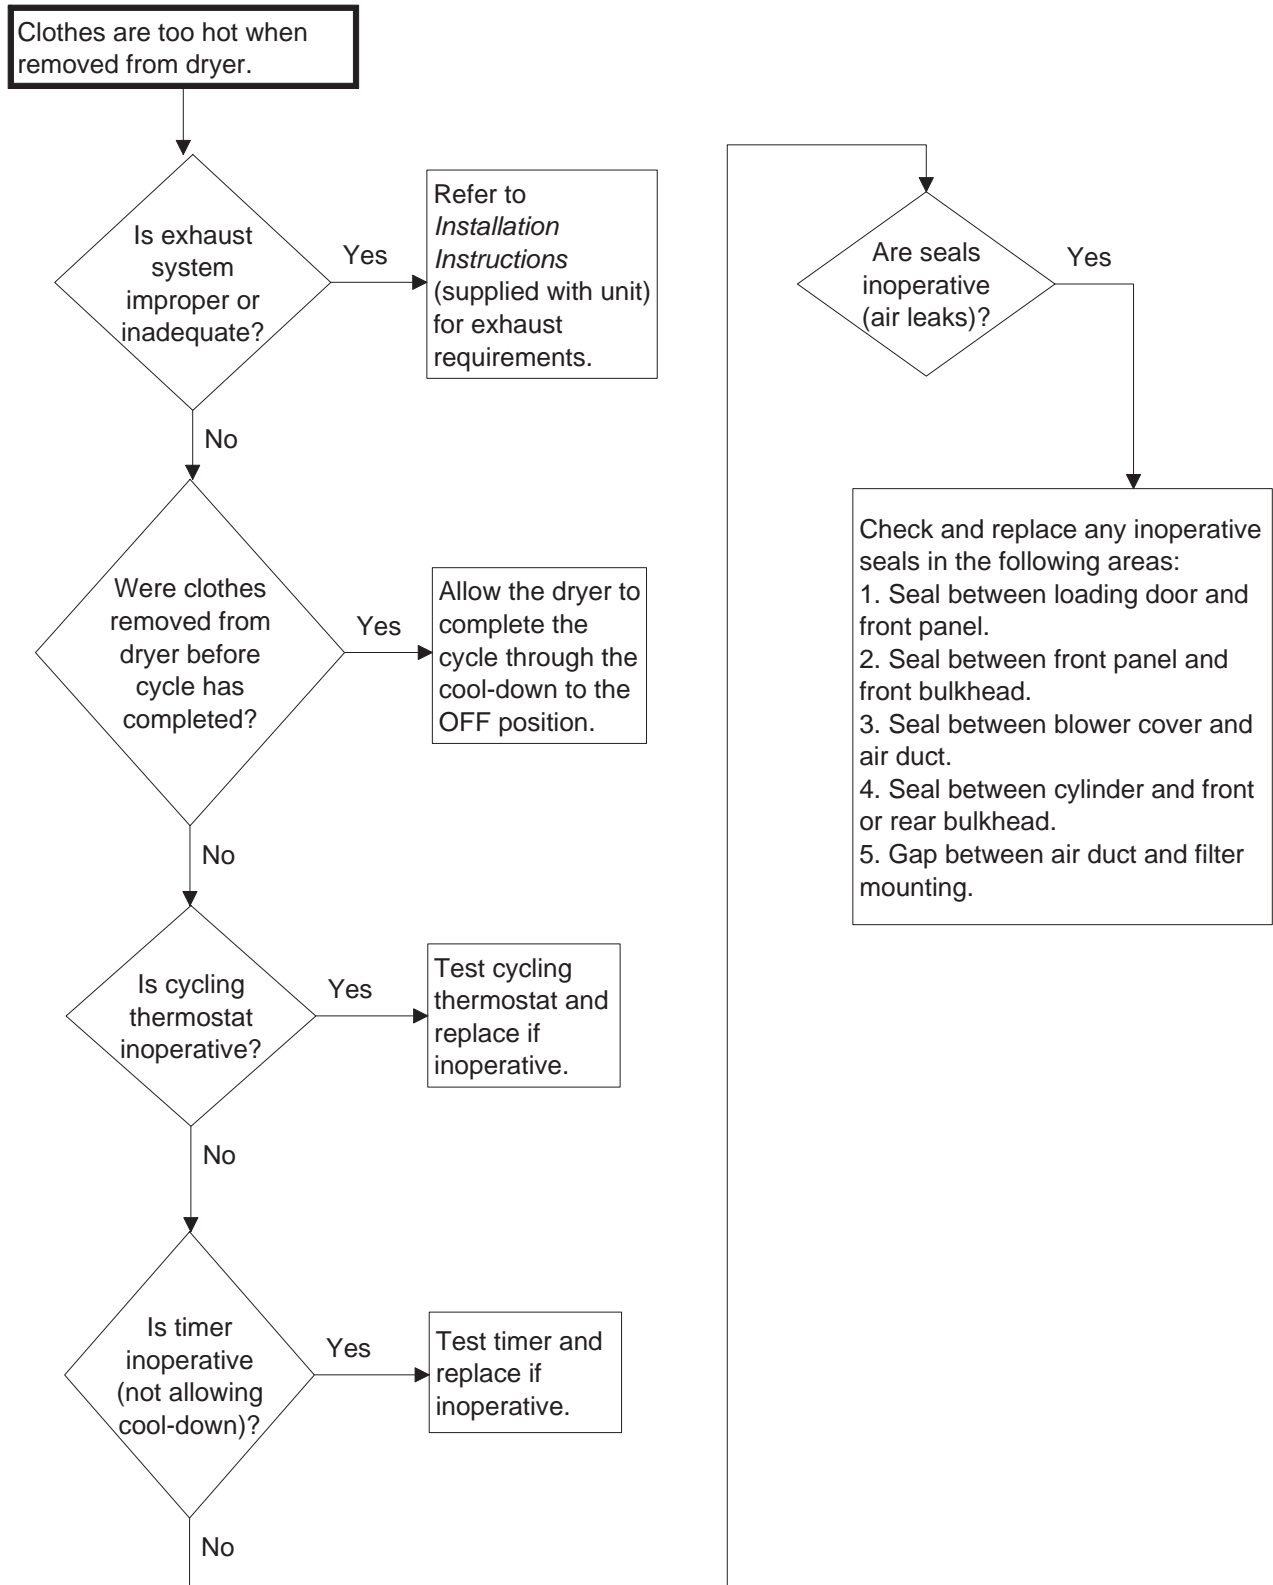 Clothes are too hot when
removed from dryer.
Is exhaust
system
improper or
inadequate?
Yes
Refer to
Installation
Instructions
(supplied with unit)
for exhaust
requirements.
No
Were clothes
removed from
dryer before
cycle has
completed?
Yes
Allow the dryer to
complete the
cycle through the
cool-down to the
OFF position.
No
Is cycling
thermostat
inoperative?
Yes
Test cycling
thermostat and
replace if
inoperative.
No
Is timer
inoperative
(not allowing
cool-down)?
Yes
Test timer and
replace if
inoperative.
No
Are seals
inoperative
(air leaks)?
Yes
Check and replace any inoperative
seals in the following areas:
1. Seal between loading door and
front panel.
2. Seal between front panel and
front bulkhead.
3. Seal between blower cover and
air duct.
4. Seal between cylinder and front
or rear bulkhead.
5. Gap between air duct and filter
mounting.